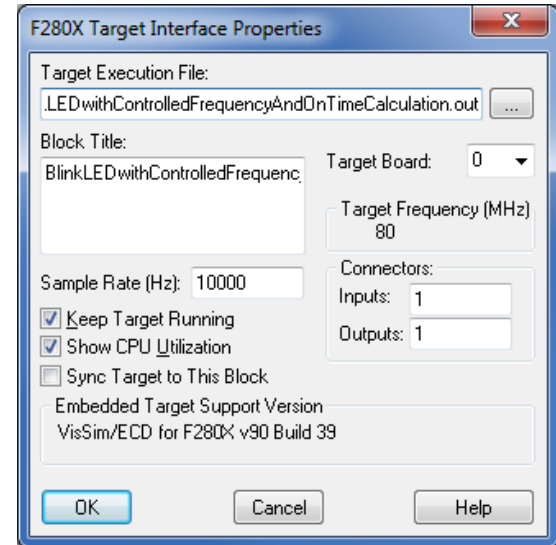 F280X Target Interface Properties
Target Execution File:
.LEDwithControlledFrequencyAndOnTimeCalculation.out
...
Block Title:
BlinkLEDwithControlledFrequenc
Target Board: 0
Target Frequency (MHz)
80
Sample Rate (Hz): 10000
Connectors:
Inputs: 1
Outputs: 1
Keep Target Running
Show CPU Utilization
Sync Target to This Block
Embedded Target Support Version
VisSim/ECD for F280X v90 Build 39
OK
Cancel
Help